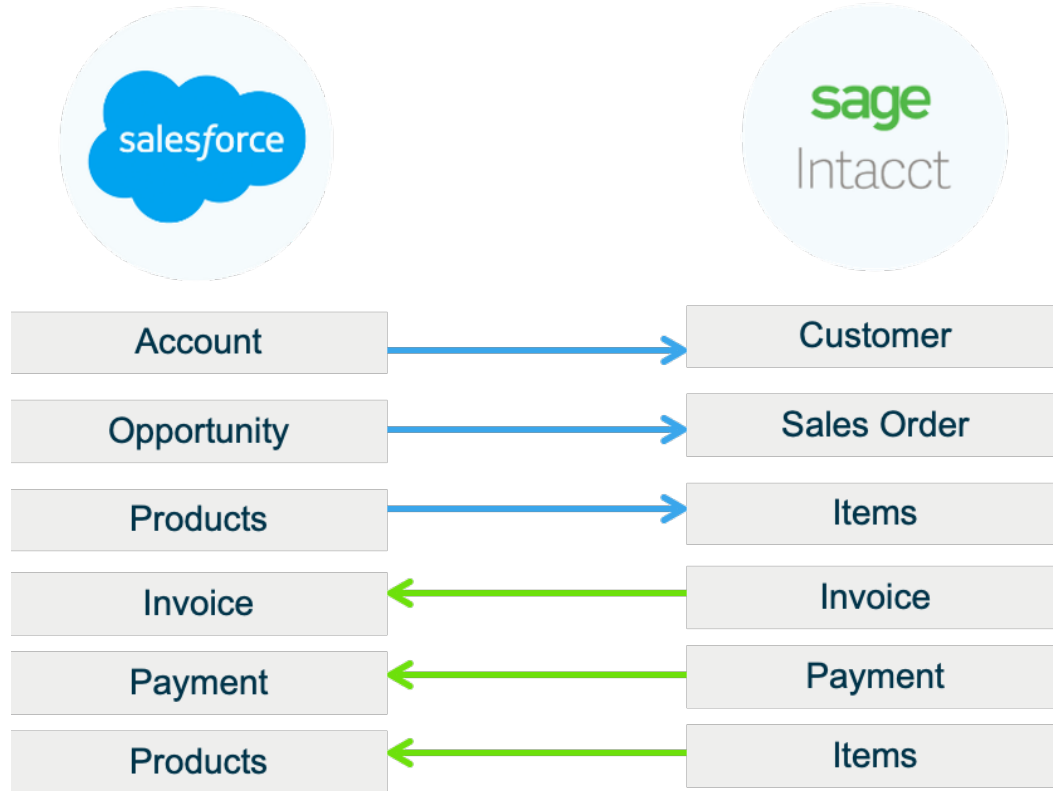 salesforce
sage
Intacct
Account
Customer
Opportunity
Sales Order
Products
Items
Invoice
Invoice
Payment
Payment
Products
Items